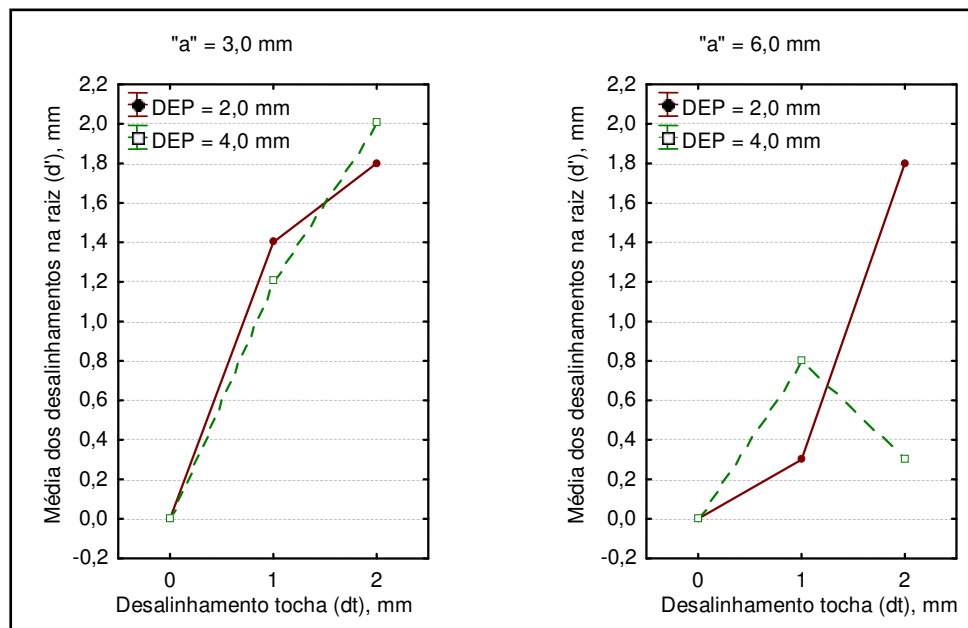 "a" = 3,0 mm
2,2
2,0
1,8
1,6
1,4
1,2
1,0
0,8
0,6
0,4
0,2
0,0
-0,2
DEP = 2,0 mm
DEP = 4,0 mm
Média dos desalinhamentos na raiz (d'), mm
0 1 2
Desalinhamento tocha (dt), mm
"a" = 6,0 mm
2,2
2,0
1,8
1,6
1,4
1,2
1,0
0,8
0,6
0,4
0,2
0,0
-0,2
DEP = 2,0 mm
DEP = 4,0 mm
Média dos desalinhamentos na raiz (d'), mm
0 1 2
Desalinhamento tocha (dt), mm